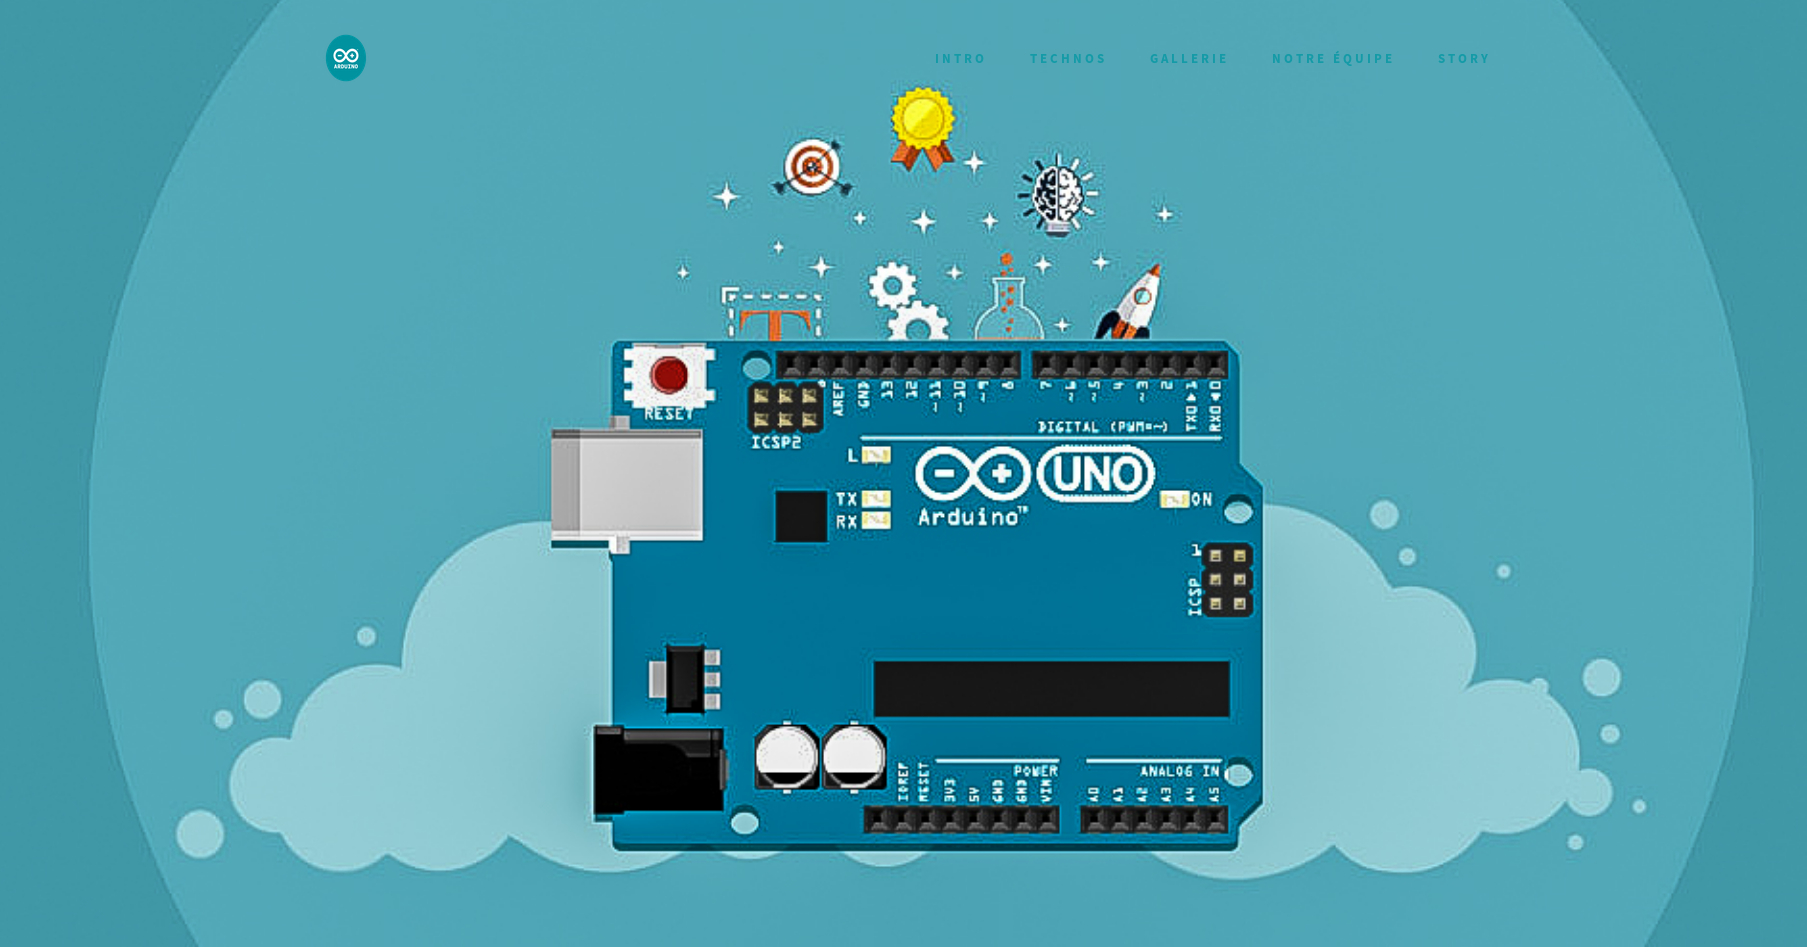 ARDUINO
INTRO TECHNOS GALLERIE NOTRE ÉQUIPE STORY
T
RESET
ICSP2
AREF GND 13 12 ~11 ~10 ~9 8 7 ~6 ~5 4 ~3 2 TX0▶1 RX0◀0
DIGITAL (PWM=~)
L
TX
RX
UNO
Arduino™
ON
1
ICSP
POWER
ANALOG IN
IOREF RESET 3V3 5V GND GND VIN A0 A1 A2 A3 A4 A5